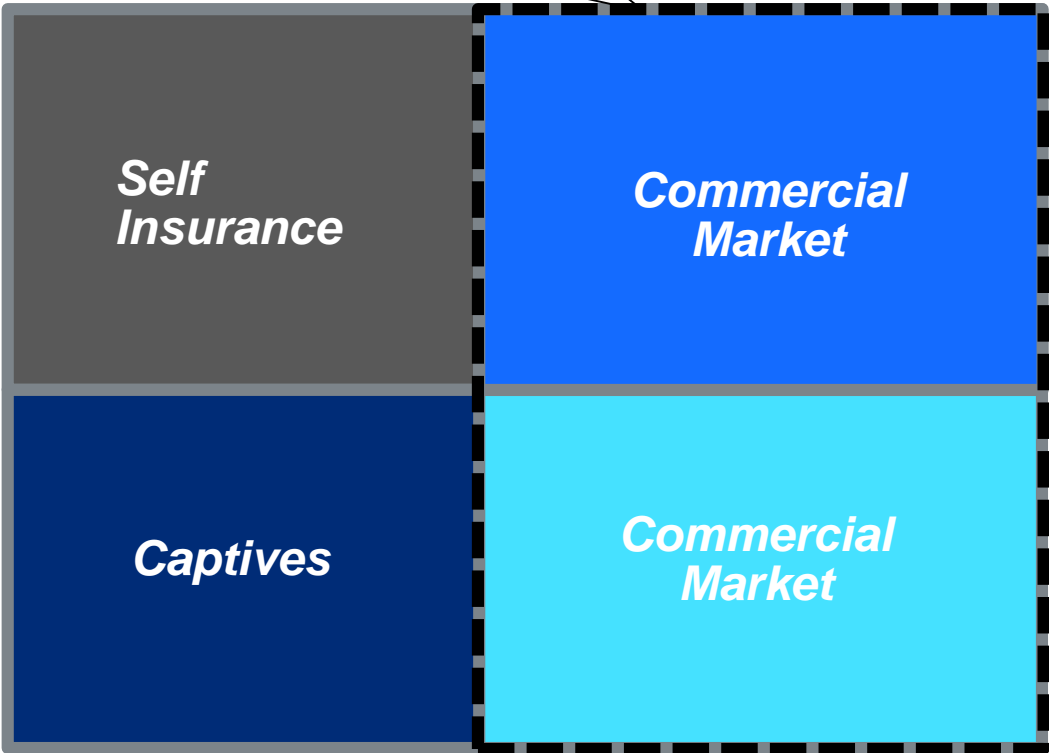 Self
Insurance
Commercial
Market
Captives
Commercial
Market